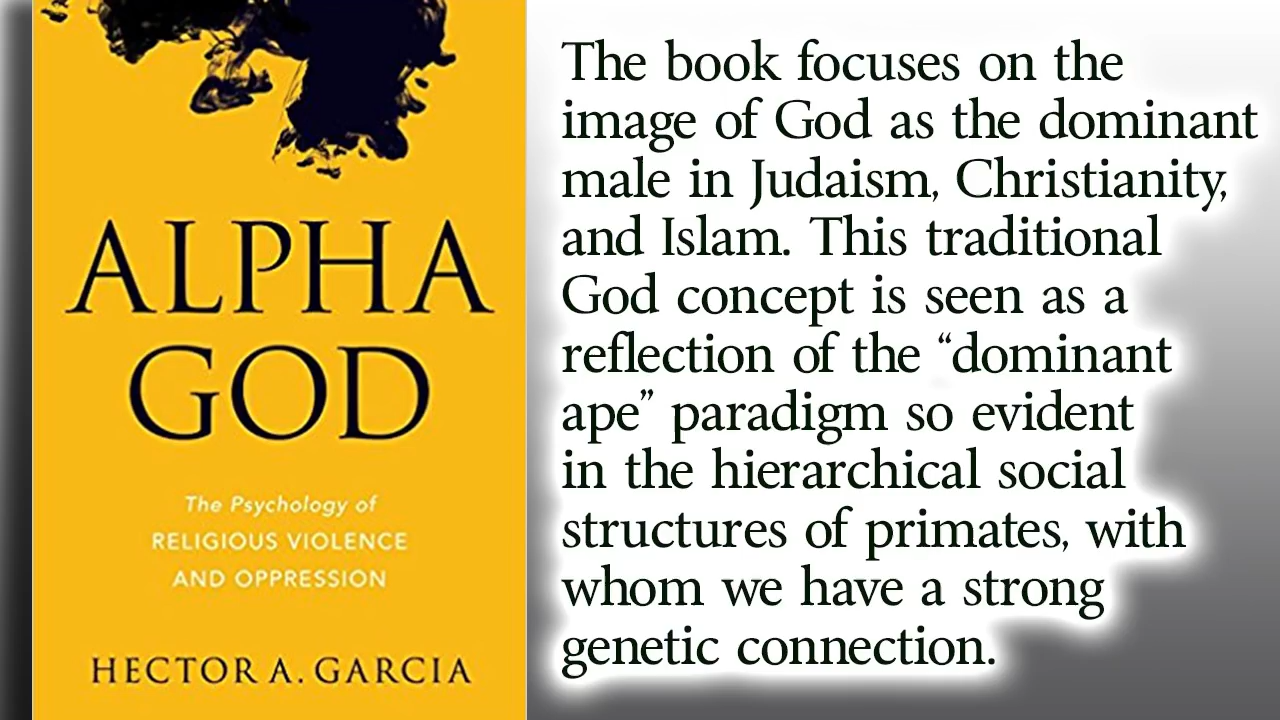 ALPHA
GOD
The Psychology of
RELIGIOUS VIOLENCE
AND OPPRESSION
HECTOR A. GARCIA
The book focuses on the
image of God as the dominant
male in Judaism, Christianity,
and Islam. This traditional
God concept is seen as a
reflection of the “dominant
ape” paradigm so evident
in the hierarchical social
structures of primates, with
whom we have a strong
genetic connection.